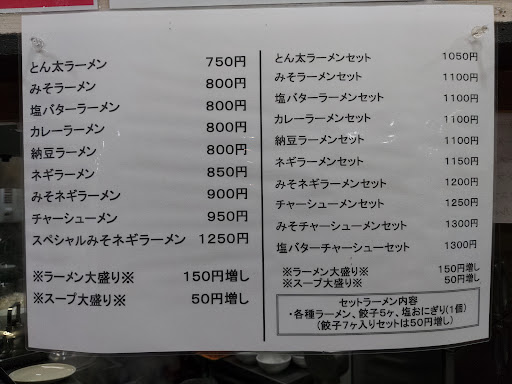 とん太ラーメン 750円
みそラーメン 800円
塩バターラーメン 800円
カレーラーメン 800円
納豆ラーメン 800円
ネギラーメン 850円
みそネギラーメン 900円
チャーシューメン 950円
スペシャルみそネギラーメン 1250円
※ラーメン大盛り※ 150円増し
※スープ大盛り※ 50円増し
とん太ラーメンセット 1050円
みそラーメンセット 1100円
塩バターラーメンセット 1100円
カレーラーメンセット 1100円
納豆ラーメンセット 1100円
ネギラーメンセット 1150円
みそネギラーメンセット 1200円
チャーシューメンセット 1250円
みそチャーシューメンセット 1300円
塩バターチャーシューセット 1300円
※ラーメン大盛り※ 150円増し
※スープ大盛り※ 50円増し
セットラーメン内容
・各種ラーメン、餃子5ヶ、塩おにぎり(1個)
(餃子7ヶ入りセットは50円増し)